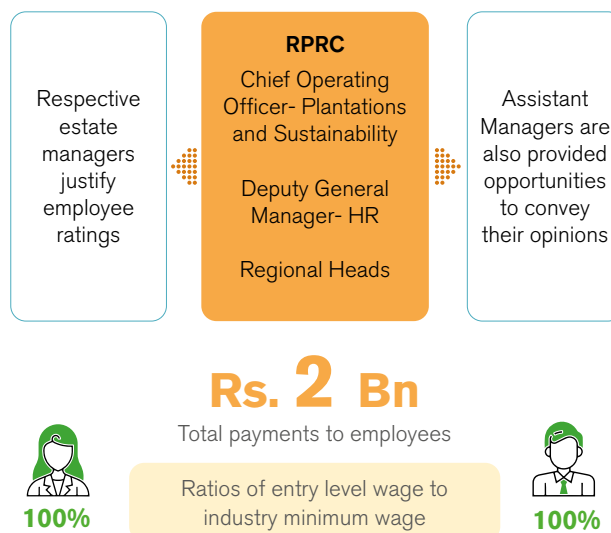 Respective
estate
managers
justify
employee
ratings
RPRC
Chief Operating
Officer- Plantations
and Sustainability
Deputy General
Manager- HR
Regional Heads
Assistant
Managers are
also provided
opportunities
to convey
their opinions
Rs. 2 Bn
Total payments to employees
100%
Ratios of entry level wage to
industry minimum wage
100%